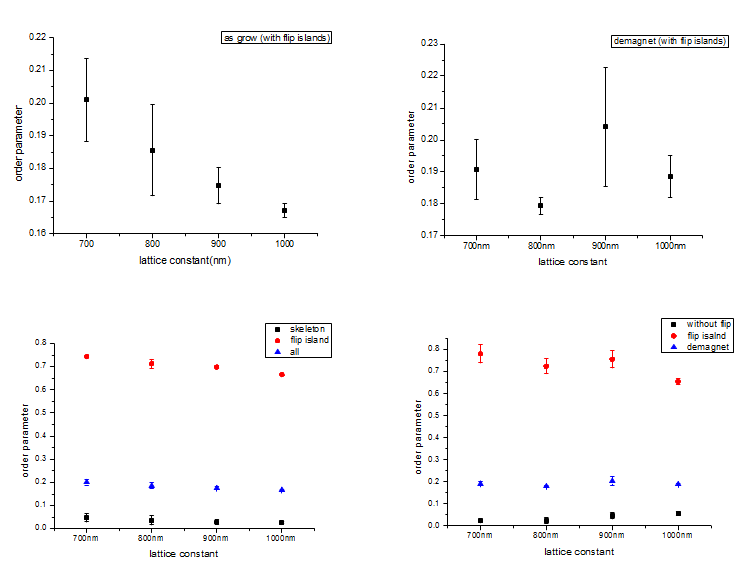 as grow (with flip islands)
0.22
0.21
0.20
0.19
0.18
0.17
0.16
order parameter
700
800
900
1000
lattice constant(nm)
demagnet (with flip islands)
0.23
0.22
0.21
0.20
0.19
0.18
0.17
order parameter
700nm
800nm
900nm
1000nm
lattice constant
skeleton
flip island
all
0.8
0.7
0.6
0.5
0.4
0.3
0.2
0.1
0.0
order parameter
700nm
800nm
900nm
1000nm
lattice constant
without flip
flip isalnd
demagnet
0.8
0.7
0.6
0.5
0.4
0.3
0.2
0.1
0.0
order parameter
700nm
800nm
900nm
1000nm
lattice constant